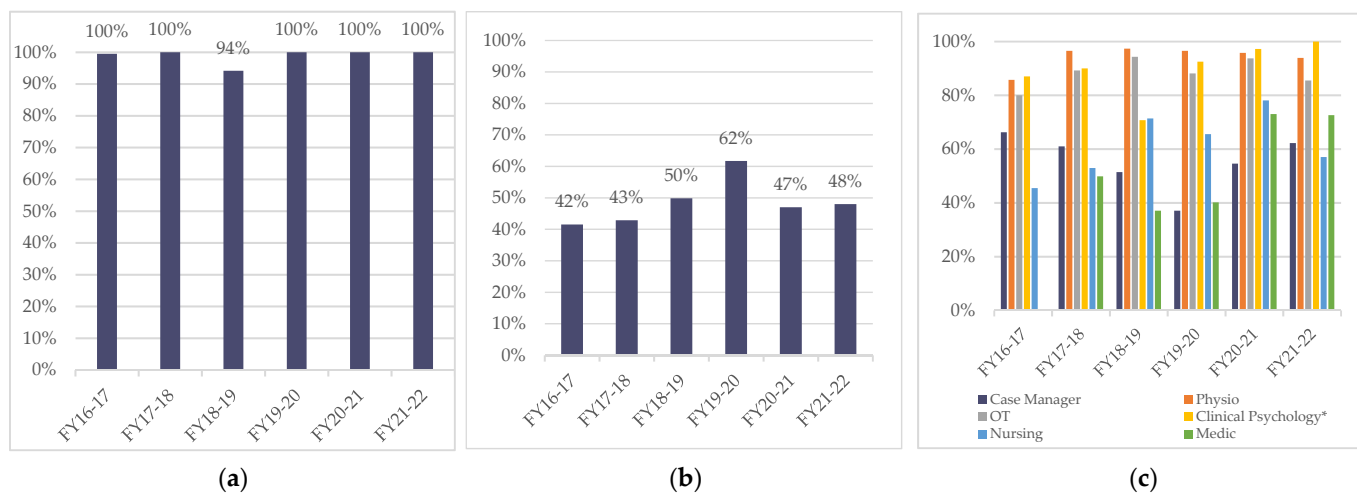 100% 100% 94% 100% 100% 100%
100%
90%
80%
70%
60%
50%
40%
30%
20%
10%
0%
FY16-17 FY17-18 FY18-19 FY19-20 FY20-21 FY21-22
(a)
100%
90%
80%
70%
60%
50%
40%
30%
20%
10%
0%
42% 43% 50% 62% 47% 48%
FY16-17 FY17-18 FY18-19 FY19-20 FY20-21 FY21-22
(b)
100%
80%
60%
40%
20%
0%
FY16-17 FY17-18 FY18-19 FY19-20 FY20-21 FY21-22
Case Manager Physio
OT Clinical Psychology*
Nursing Medic
(c)